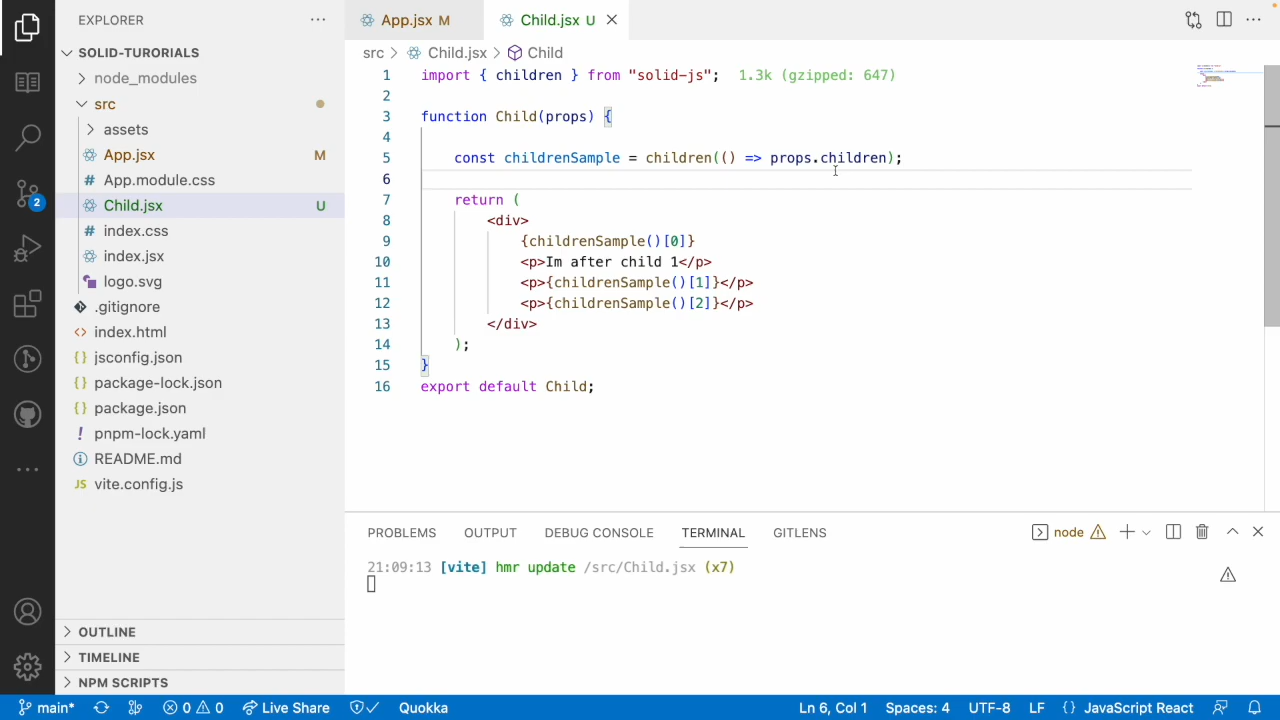 EXPLORER
SOLID-TURORIALS
node_modules
src
assets
App.jsx M
App.module.css
Child.jsx U
index.css
index.jsx
logo.svg
.gitignore
index.html
jsconfig.json
package-lock.json
package.json
pnpm-lock.yaml
README.md
vite.config.js
OUTLINE
TIMELINE
NPM SCRIPTS
2
App.jsx M
Child.jsx U
src > Child.jsx > Child
1 import { children } from "solid-js"; 1.3k (gzipped: 647)
2
3 function Child(props) {
4
5 const childrenSample = children(() => props.children);
6
7 return (
8 <div>
9 {childrenSample()[0]}
10 <p>Im after child 1</p>
11 <p>{childrenSample()[1]}</p>
12 <p>{childrenSample()[2]}</p>
13 </div>
14 );
15 }
16 export default Child;
PROBLEMS OUTPUT DEBUG CONSOLE TERMINAL GITLENS
node
21:09:13 [vite] hmr update /src/Child.jsx (x7)
main* 0 0 Live Share Quokka Ln 6, Col 1 Spaces: 4 UTF-8 LF {} JavaScript React